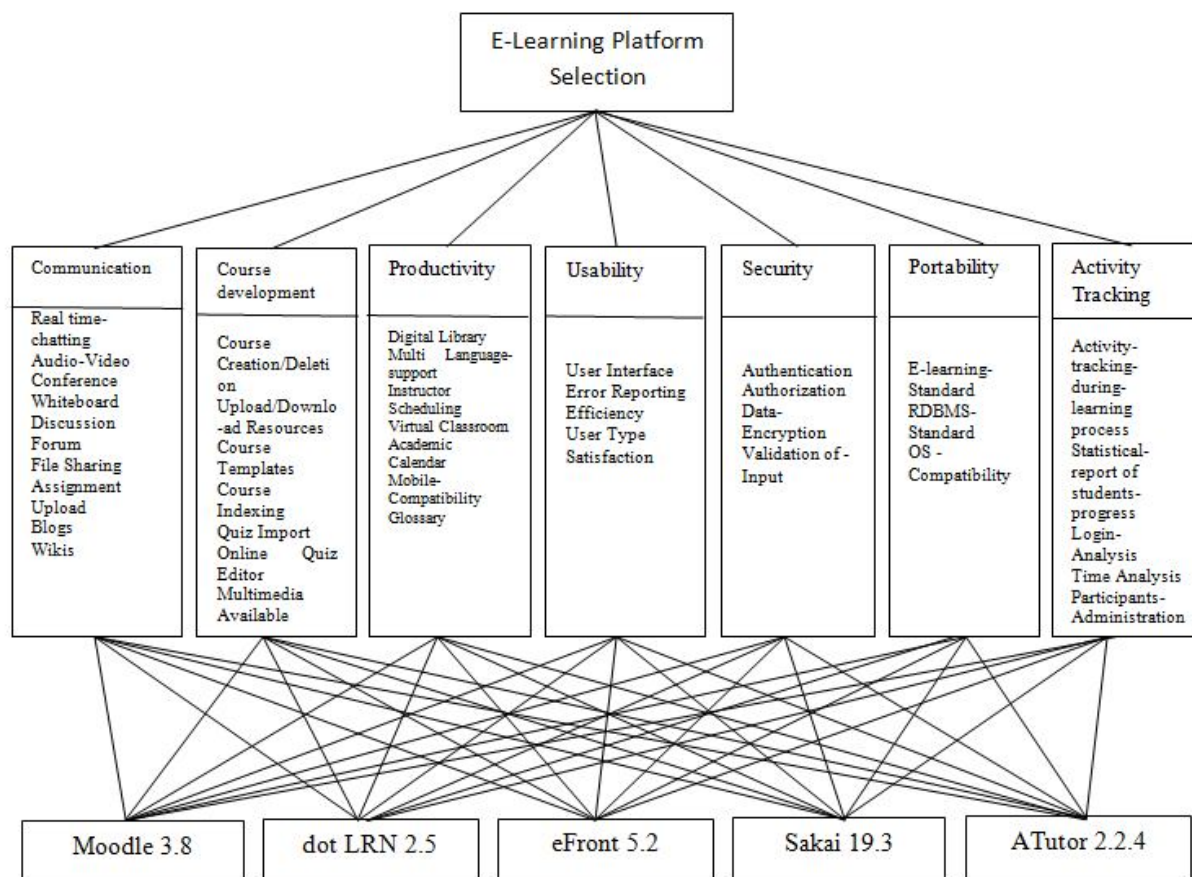 E-Learning Platform
Selection
Communication
Real time-
chatting
Audio-Video
Conference
Whiteboard
Discussion
Forum
File Sharing
Assignment
Upload
Blogs
Wikis
Course
development
Course
Creation/Deleti
on
Upload/Downlo
-ad Resources
Course
Templates
Course
Indexing
Quiz Import
Online Quiz
Editor
Multimedia
Available
Productivity
Digital Library
Multi Language-
support
Instructor
Scheduling
Virtual Classroom
Academic
Calendar
Mobile-
Compatibility
Glossary
Usability
User Interface
Error Reporting
Efficiency
User Type
Satisfaction
Security
Authentication
Authorization
Data-
Encryption
Validation of -
Input
Portability
E-learning-
Standard
RDBMS-
Standard
OS -
Compatibility
Activity
Tracking
Activity-
tracking-
during-
learning
process
Statistical-
report of
students-
progress
Login-
Analysis
Time Analysis
Participants-
Administration
Moodle 3.8
dot LRN 2.5
eFront 5.2
Sakai 19.3
ATutor 2.2.4